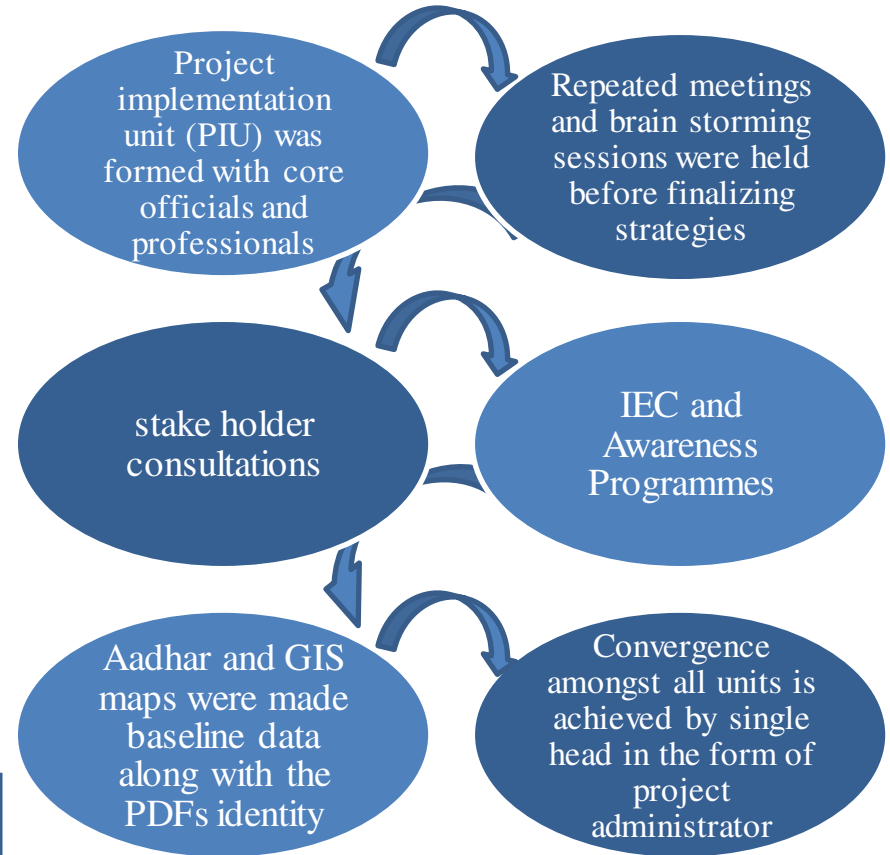 Project
implementation
unit (PIU) was
formed with core
officials and
professionals
Repeated meetings
and brain storming
sessions were held
before finalizing
strategies
stake holder
consultations
IEC and
Awareness
Programmes
Aadhar and GIS
maps were made
baseline data
along with the
PDFs identity
Convergence
amongst all units is
achieved by single
head in the form of
project
administrator